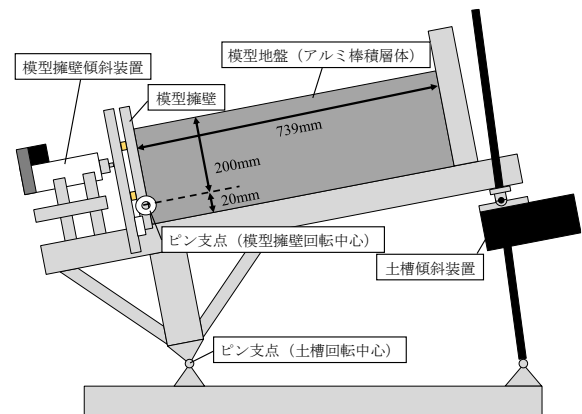 模型地盤（アルミ棒積層体）
模型擁壁傾斜装置
模型擁壁
739mm
200mm
20mm
ピン支点（模型擁壁回転中心）
土槽傾斜装置
ピン支点（土槽回転中心）